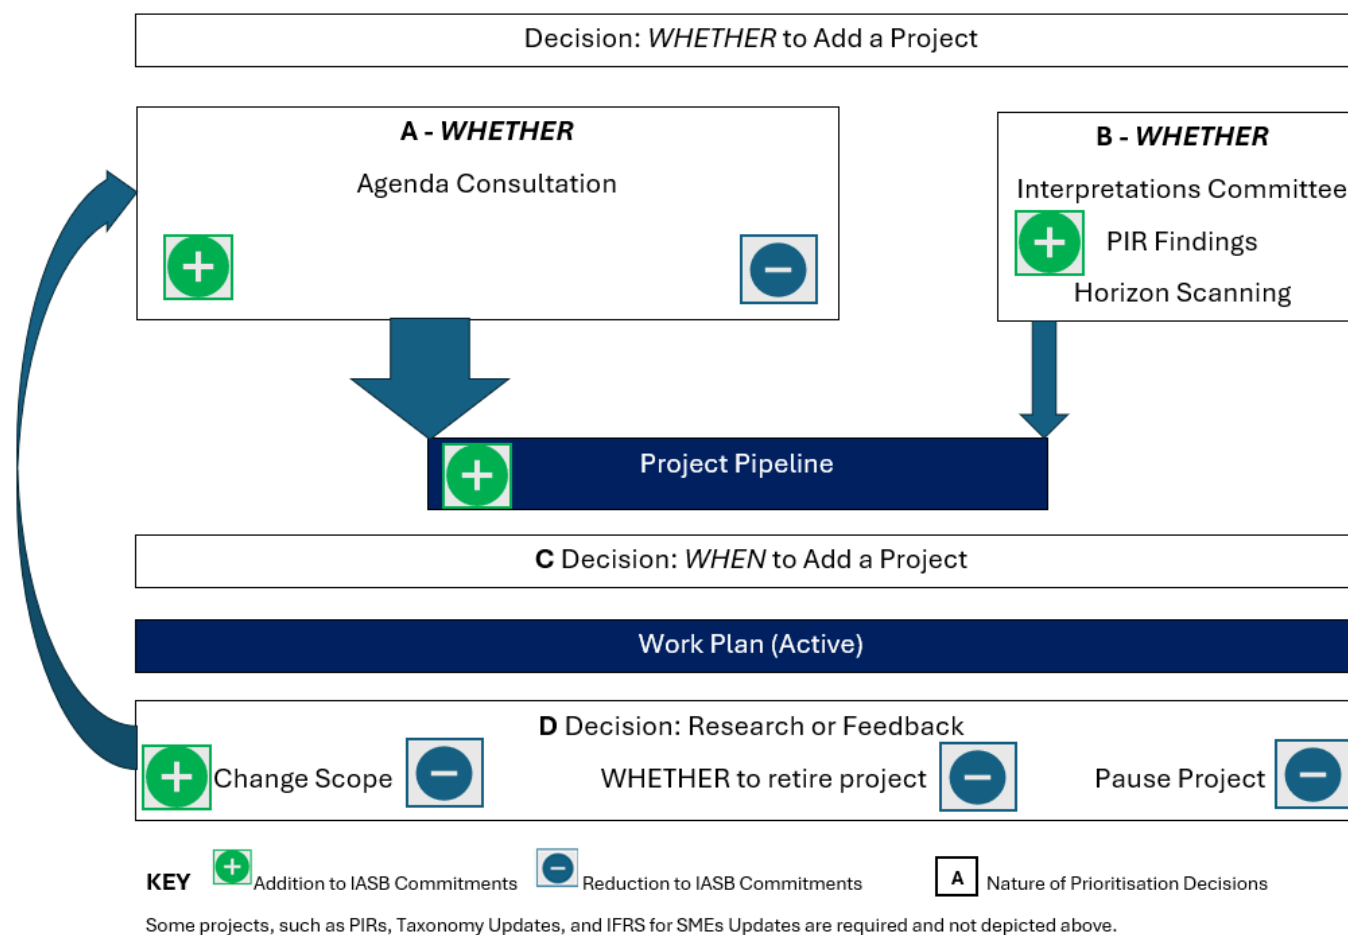 Decision: WHETHER to Add a Project
A - WHETHER
Agenda Consultation
B - WHETHER
Interpretations Committee
PIR Findings
Horizon Scanning
Project Pipeline
C Decision: WHEN to Add a Project
Work Plan (Active)
D Decision: Research or Feedback
Change Scope WHETHER to retire project Pause Project
KEY Addition to IASB Commitments Reduction to IASB Commitments A Nature of Prioritisation Decisions
Some projects, such as PIRs, Taxonomy Updates, and IFRS for SMEs Updates are required and not depicted above.